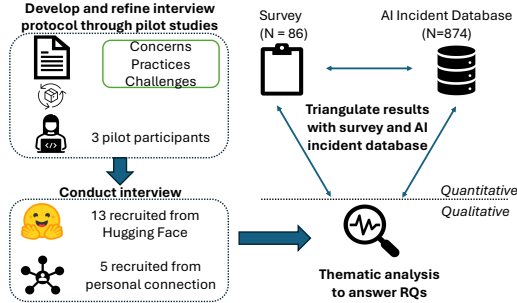 Develop and refine interview
protocol through pilot studies
Concerns
Practices
Challenges
3 pilot participants
Conduct interview
13 recruited from
Hugging Face
5 recruited from
personal connection
Survey
(N = 86)
AI Incident Database
(N=874)
Triangulate results
with survey and AI
incident database
Quantitative
Qualitative
Thematic analysis
to answer RQs